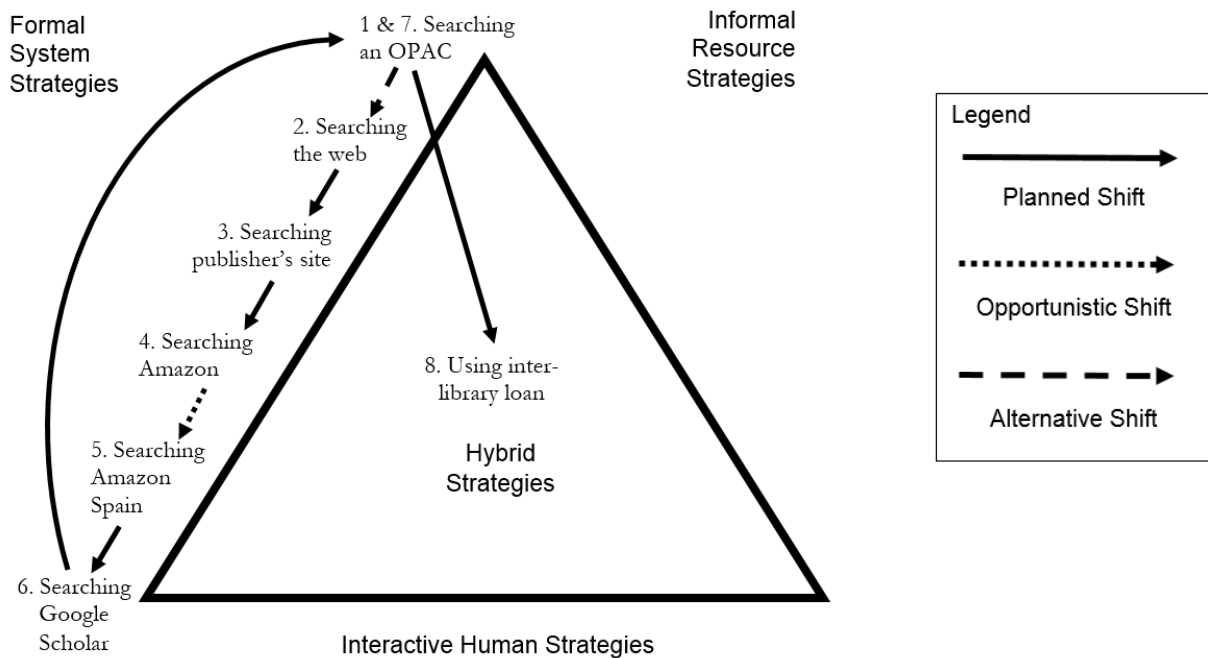 Formal
System
Strategies
1 & 7. Searching
an OPAC
Informal
Resource
Strategies
2. Searching
the web
3. Searching
publisher's site
4. Searching
Amazon
5. Searching
Amazon
Spain
6. Searching
Google
Scholar
8. Using inter-
library loan
Hybrid
Strategies
Interactive Human Strategies
Legend
Planned Shift
Opportunistic Shift
Alternative Shift